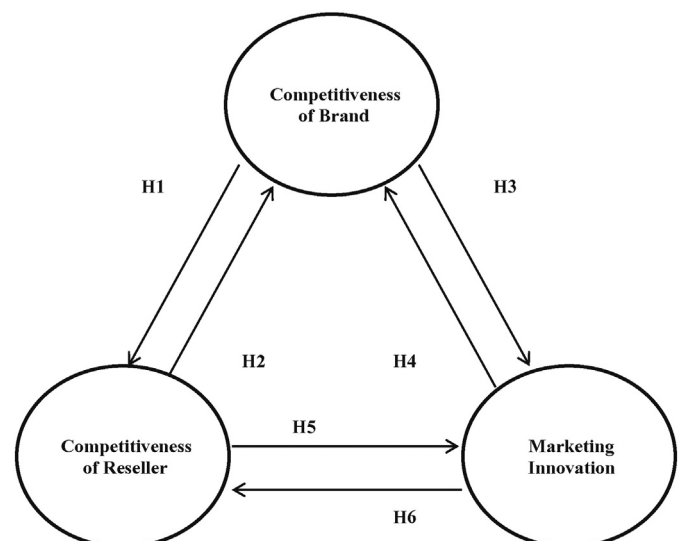 Competitiveness
of Brand
H1
H3
H2
H4
H5
Competitiveness
of Reseller
Marketing
Innovation
H6